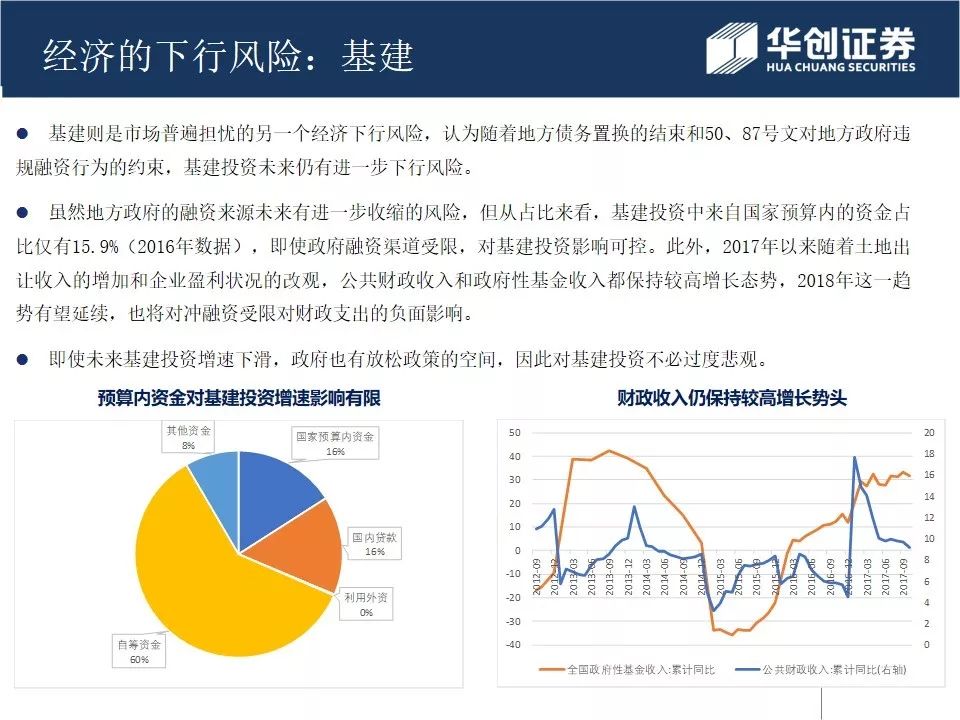 经济的下行风险：基建
华创证券
HUA CHUANG SECURITIES
● 基建则是市场普遍担忧的另一个经济下行风险，认为随着地方债务置换的结束和50、87号文对地方政府违
规融资行为的约束，基建投资未来仍有进一步下行风险。
● 虽然地方政府的融资来源未来有进一步收缩的风险，但从占比来看，基建投资中来自国家预算内的资金占
比仅有15.9%（2016年数据），即使政府融资渠道受限，对基建投资影响可控。此外，2017年以来随着土地出
让收入的增加和企业盈利状况的改观，公共财政收入和政府性基金收入都保持较高增长态势，2018年这一趋
势有望延续，也将对冲融资受限对财政支出的负面影响。
● 即使未来基建投资增速下滑，政府也有放松政策的空间，因此对基建投资不必过度悲观。
预算内资金对基建投资增速影响有限
其他资金
8%
国家预算内资金
16%
国内贷款
16%
利用外资
0%
自筹资金
60%
财政收入仍保持较高增长势头
50
40
30
20
10
0
-10
-20
-30
-40
20
18
16
14
12
10
8
6
4
2
0
2012-09
2012-12
2013-03
2013-06
2013-09
2013-12
2014-03
2014-06
2014-09
2014-12
2015-03
2015-06
2015-09
2015-12
2016-03
2016-06
2016-09
2016-12
2017-03
2017-06
2017-09
全国政府性基金收入:累计同比
公共财政收入:累计同比(右轴)